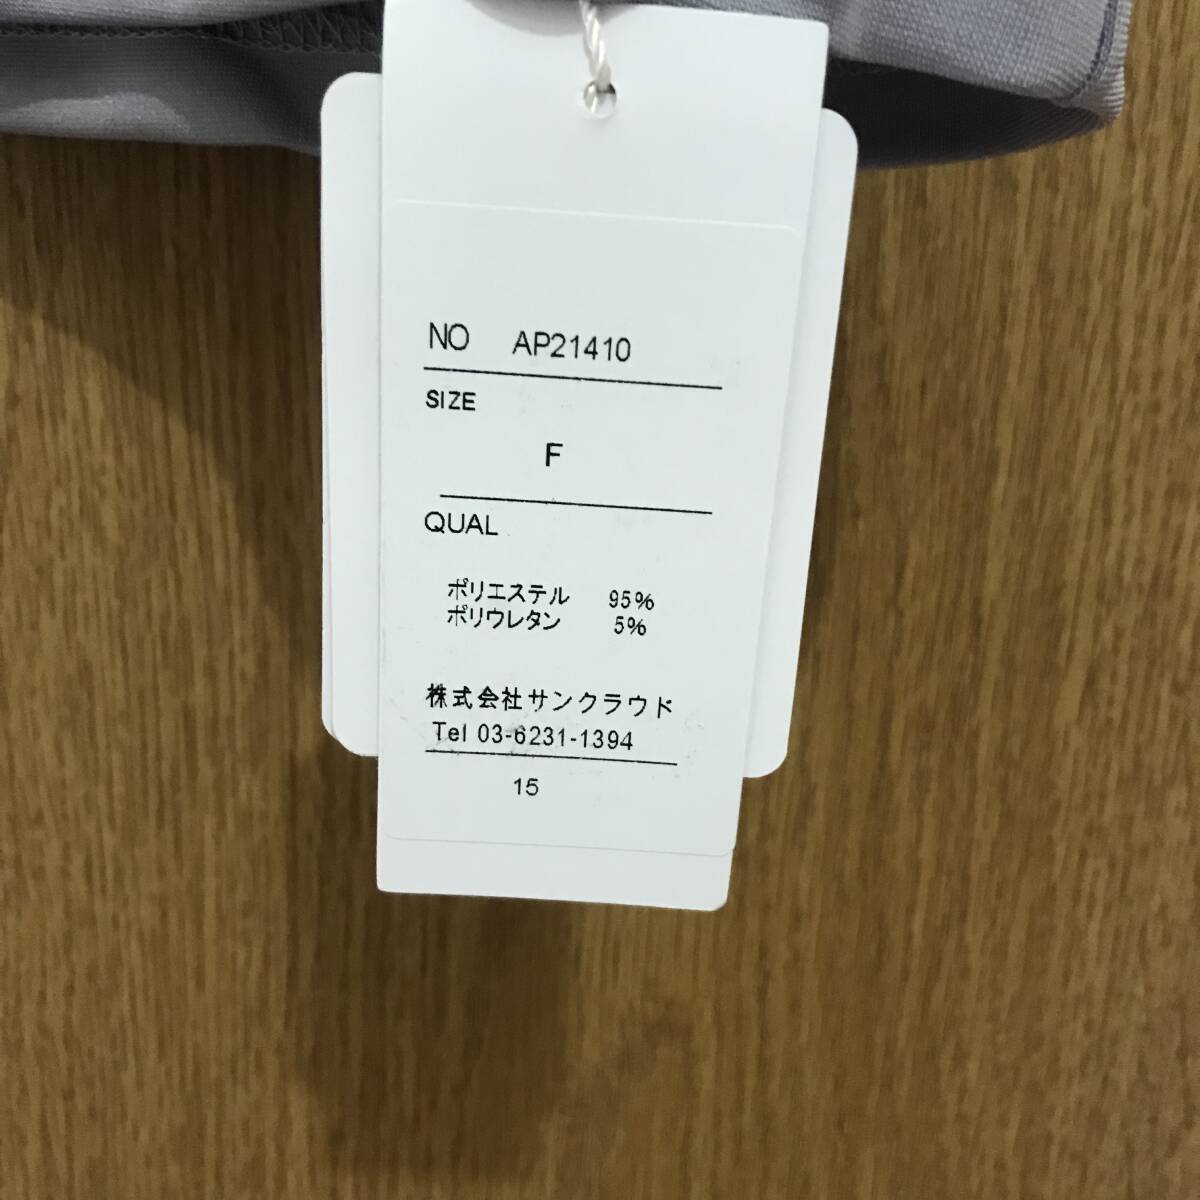 NO AP21410
SIZE
F
QUAL
ポリエステル 95%
ポリウレタン 5%
株式会社サンクラウド
Tel 03-6231-1394
15